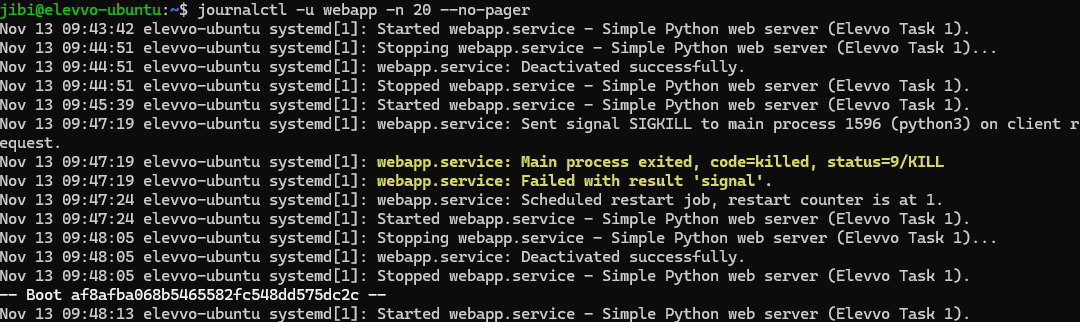 jibi@elevvo-ubuntu:~$ journalctl -u webapp -n 20 --no-pager
Nov 13 09:43:42 elevvo-ubuntu systemd[1]: Started webapp.service - Simple Python web server (Elevvo Task 1).
Nov 13 09:44:51 elevvo-ubuntu systemd[1]: Stopping webapp.service - Simple Python web server (Elevvo Task 1)...
Nov 13 09:44:51 elevvo-ubuntu systemd[1]: webapp.service: Deactivated successfully.
Nov 13 09:44:51 elevvo-ubuntu systemd[1]: Stopped webapp.service - Simple Python web server (Elevvo Task 1).
Nov 13 09:45:39 elevvo-ubuntu systemd[1]: Started webapp.service - Simple Python web server (Elevvo Task 1).
Nov 13 09:47:19 elevvo-ubuntu systemd[1]: webapp.service: Sent signal SIGKILL to main process 1596 (python3) on client r
equest.
Nov 13 09:47:19 elevvo-ubuntu systemd[1]: webapp.service: Main process exited, code=killed, status=9/KILL
Nov 13 09:47:19 elevvo-ubuntu systemd[1]: webapp.service: Failed with result 'signal'.
Nov 13 09:47:24 elevvo-ubuntu systemd[1]: webapp.service: Scheduled restart job, restart counter is at 1.
Nov 13 09:47:24 elevvo-ubuntu systemd[1]: Started webapp.service - Simple Python web server (Elevvo Task 1).
Nov 13 09:48:05 elevvo-ubuntu systemd[1]: Stopping webapp.service - Simple Python web server (Elevvo Task 1)...
Nov 13 09:48:05 elevvo-ubuntu systemd[1]: webapp.service: Deactivated successfully.
Nov 13 09:48:05 elevvo-ubuntu systemd[1]: Stopped webapp.service - Simple Python web server (Elevvo Task 1).
-- Boot af8afba068b5465582fc548dd575dc2c --
Nov 13 09:48:13 elevvo-ubuntu systemd[1]: Started webapp.service - Simple Python web server (Elevvo Task 1).